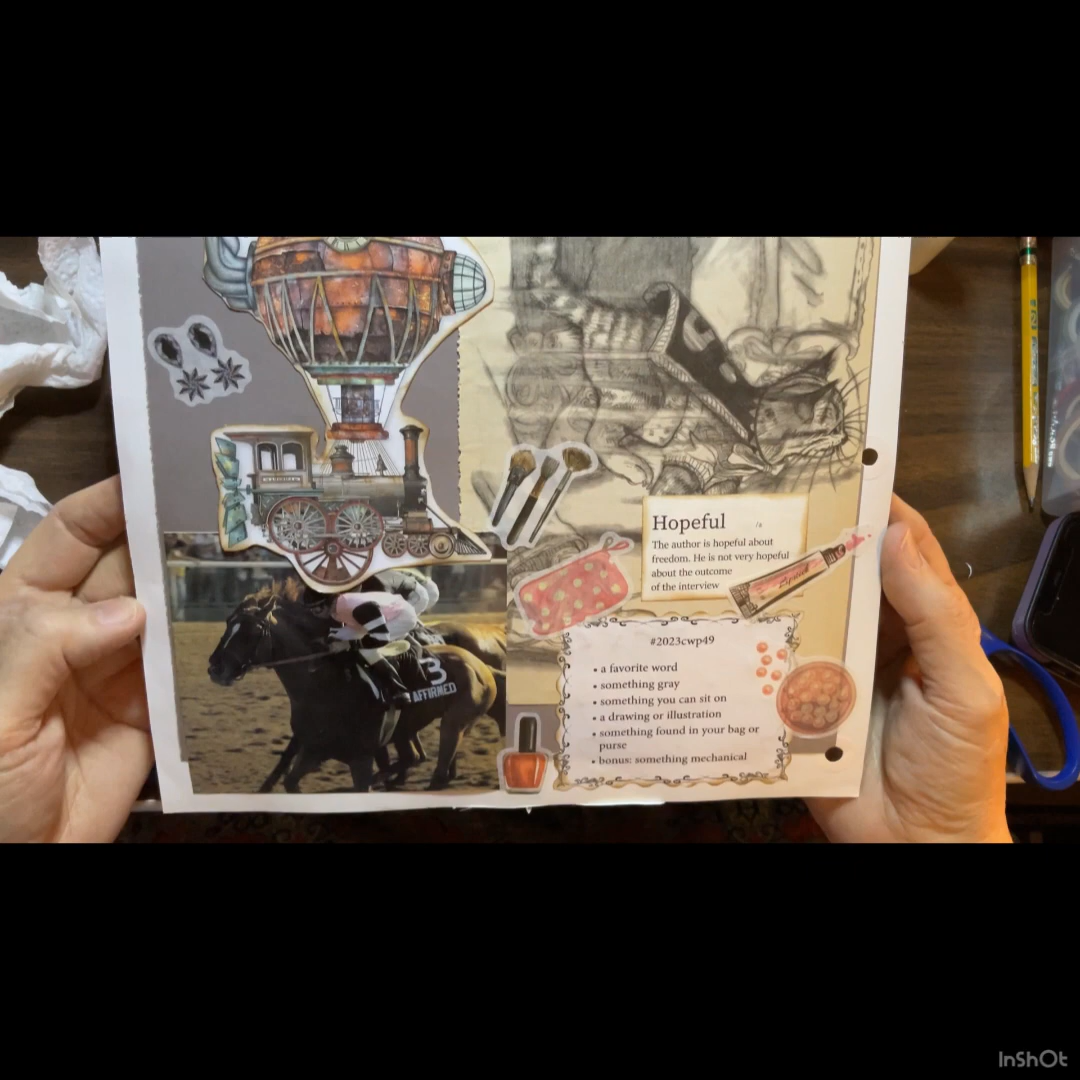 Hopeful
The author is hopeful about
freedom. He is not very hopeful
about the outcome
of the interview
#2023cwp49
• a favorite word
• something gray
• something you can sit on
• a drawing or illustration
• something found in your bag or
purse
• bonus: something mechanical
3
AFFIRMED
InShOt